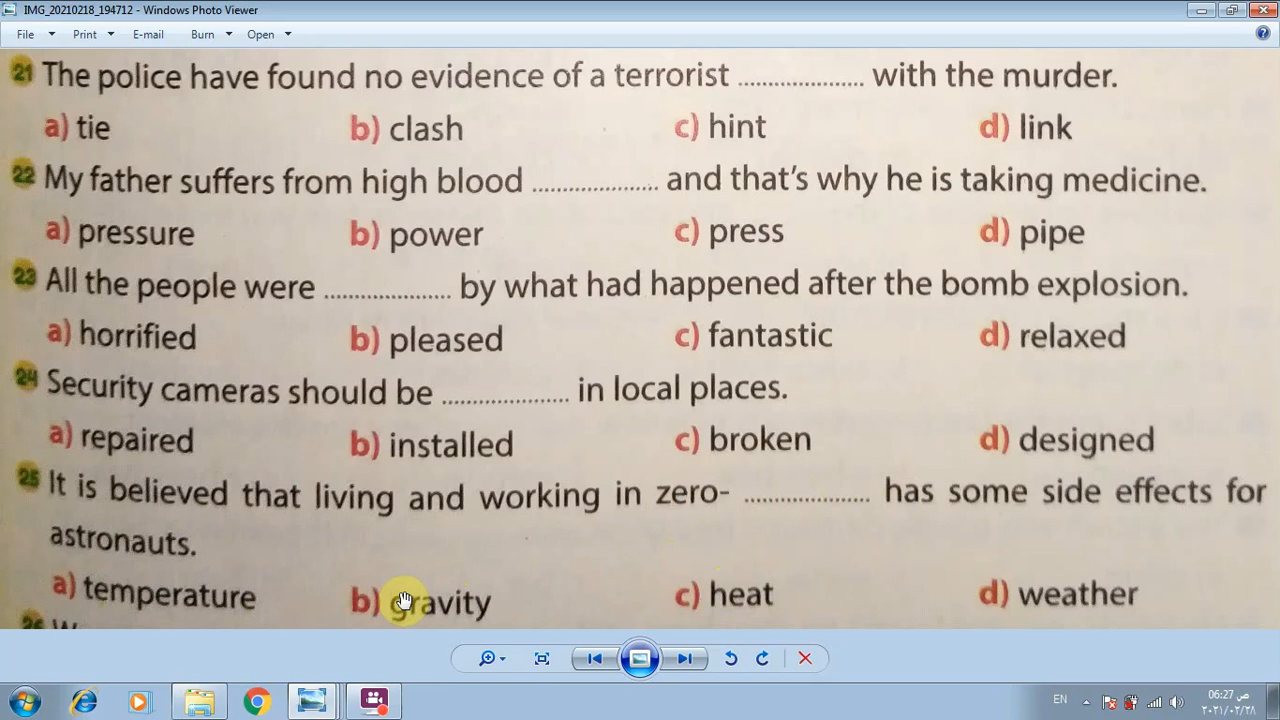 IMG_20210218_194712 - Windows Photo Viewer
File Print E-mail Burn Open
21 The police have found no evidence of a terrorist .................... with the murder.
a) tie b) clash c) hint d) link
22 My father suffers from high blood .................... and that's why he is taking medicine.
a) pressure b) power c) press d) pipe
23 All the people were .................... by what had happened after the bomb explosion.
a) horrified b) pleased c) fantastic d) relaxed
24 Security cameras should be .................... in local places.
a) repaired b) installed c) broken d) designed
25 It is believed that living and working in zero- .................... has some side effects for
astronauts.
a) temperature b) gravity c) heat d) weather
EN
06:27 ص
٢٠٢١/٠٢/٢٨